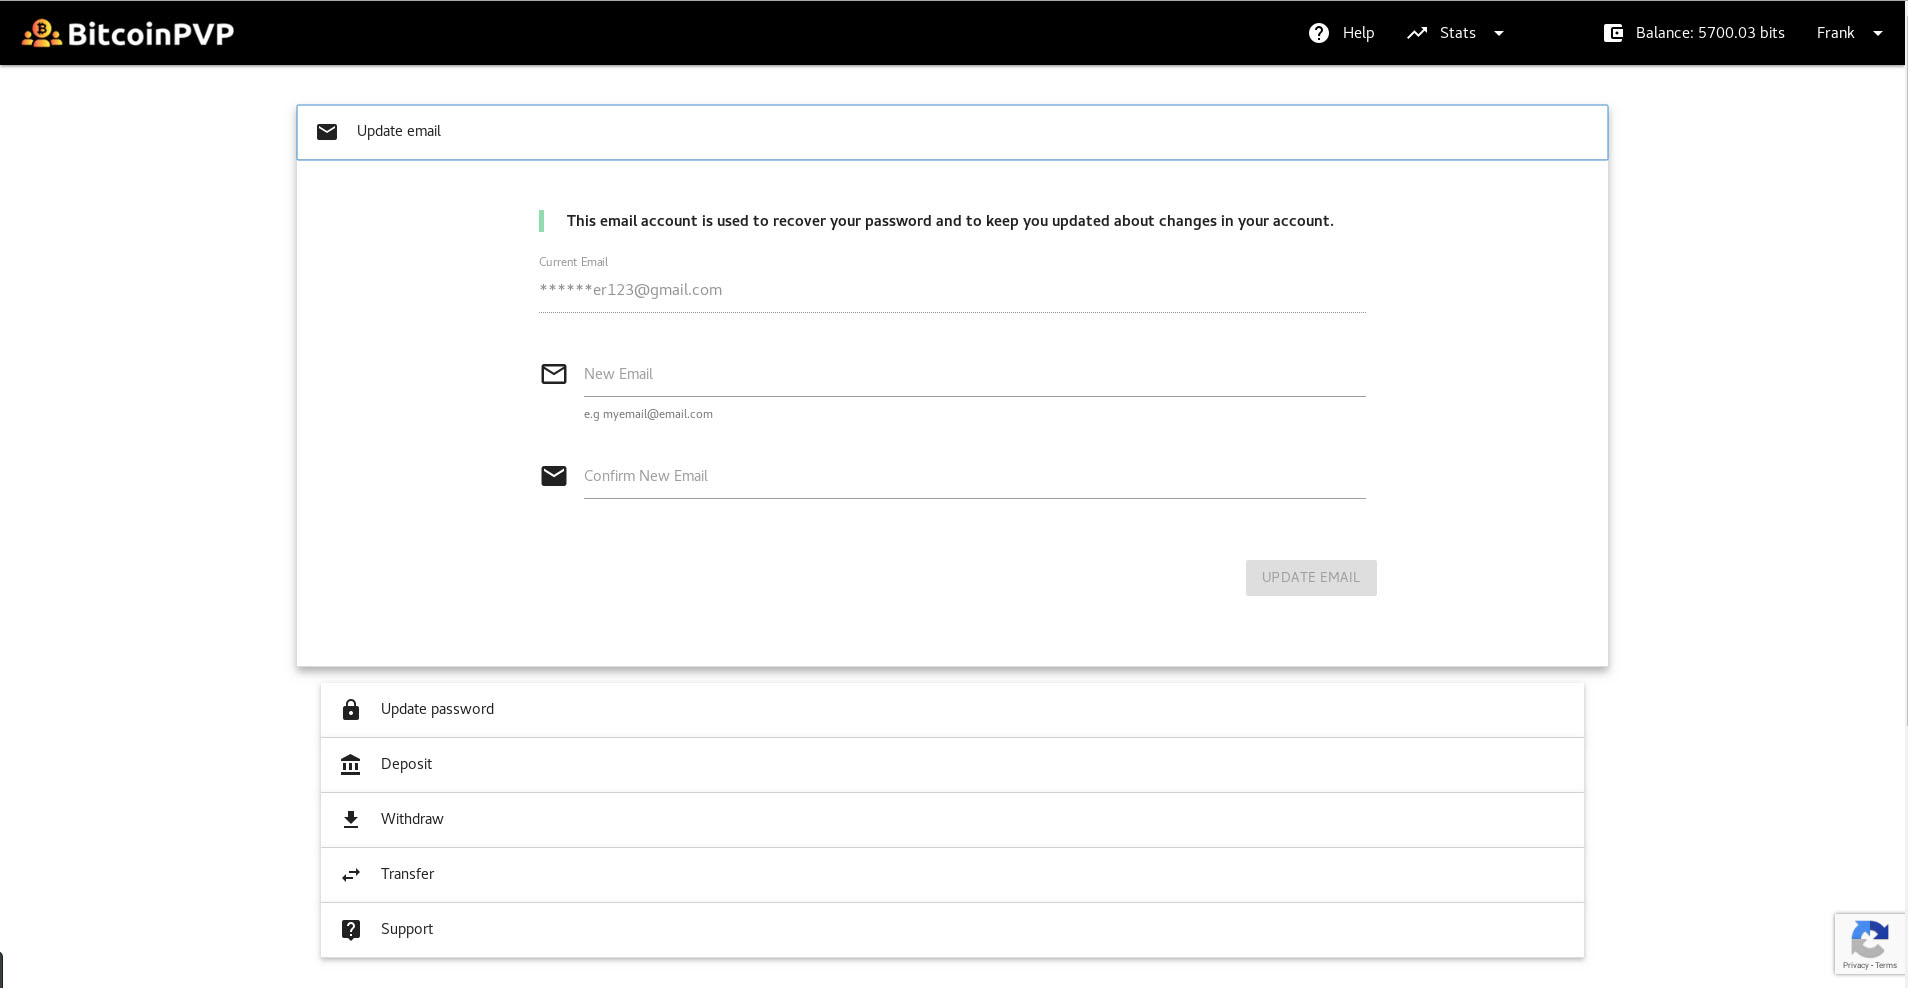 BitcoinPVP
Help
Stats
Balance: 5700.03 bits
Frank
Update email
This email account is used to recover your password and to keep you updated about changes in your account.
Current Email
******er123@gmail.com
New Email
e.g myemail@email.com
Confirm New Email
UPDATE EMAIL
Update password
Deposit
Withdraw
Transfer
Support
Privacy - Terms